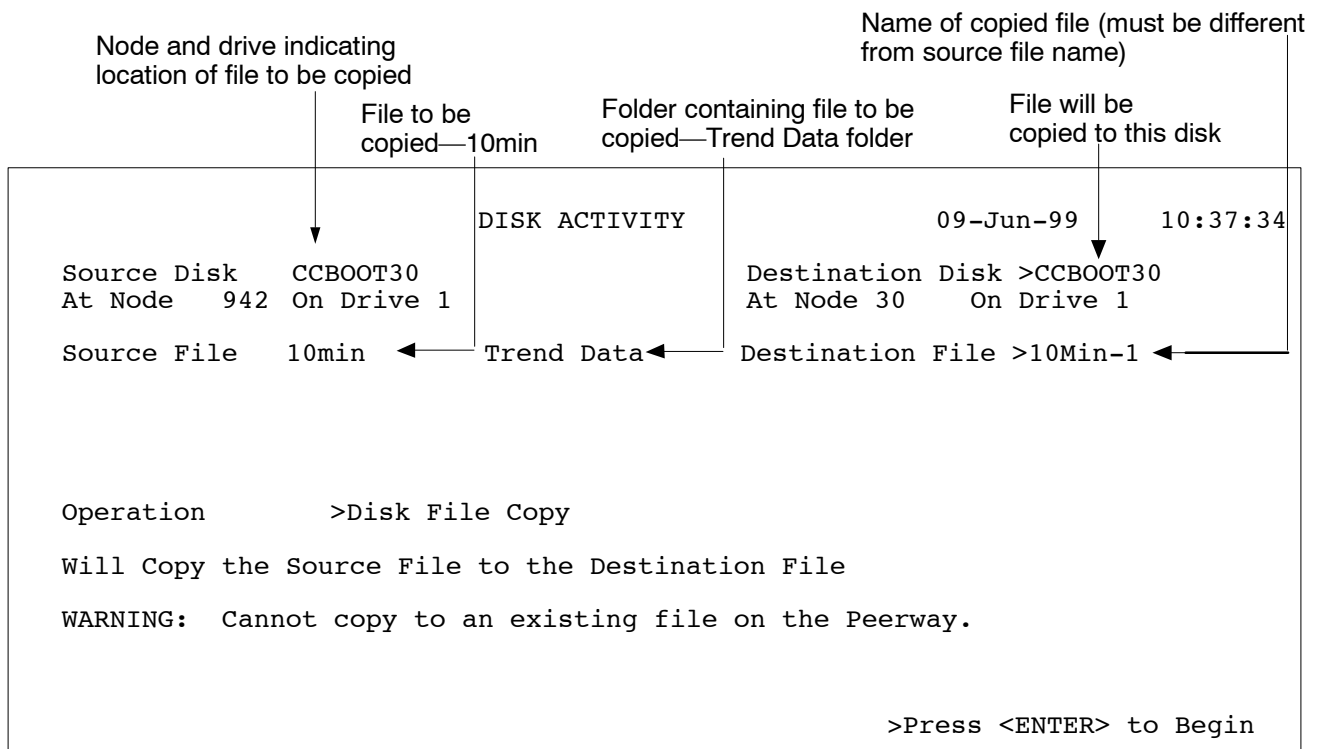 Node and drive indicating
location of file to be copied
File to be
copied—10min
Folder containing file to be
copied—Trend Data folder
Name of copied file (must be different
from source file name)
File will be
copied to this disk
DISK ACTIVITY 09-Jun-99 10:37:34
Source Disk CCBOOT30 Destination Disk >CCBOOT30
At Node 942 On Drive 1 At Node 30 On Drive 1
Source File 10min Trend Data Destination File >10Min-1
Operation >Disk File Copy
Will Copy the Source File to the Destination File
WARNING: Cannot copy to an existing file on the Peerway.
>Press <ENTER> to Begin